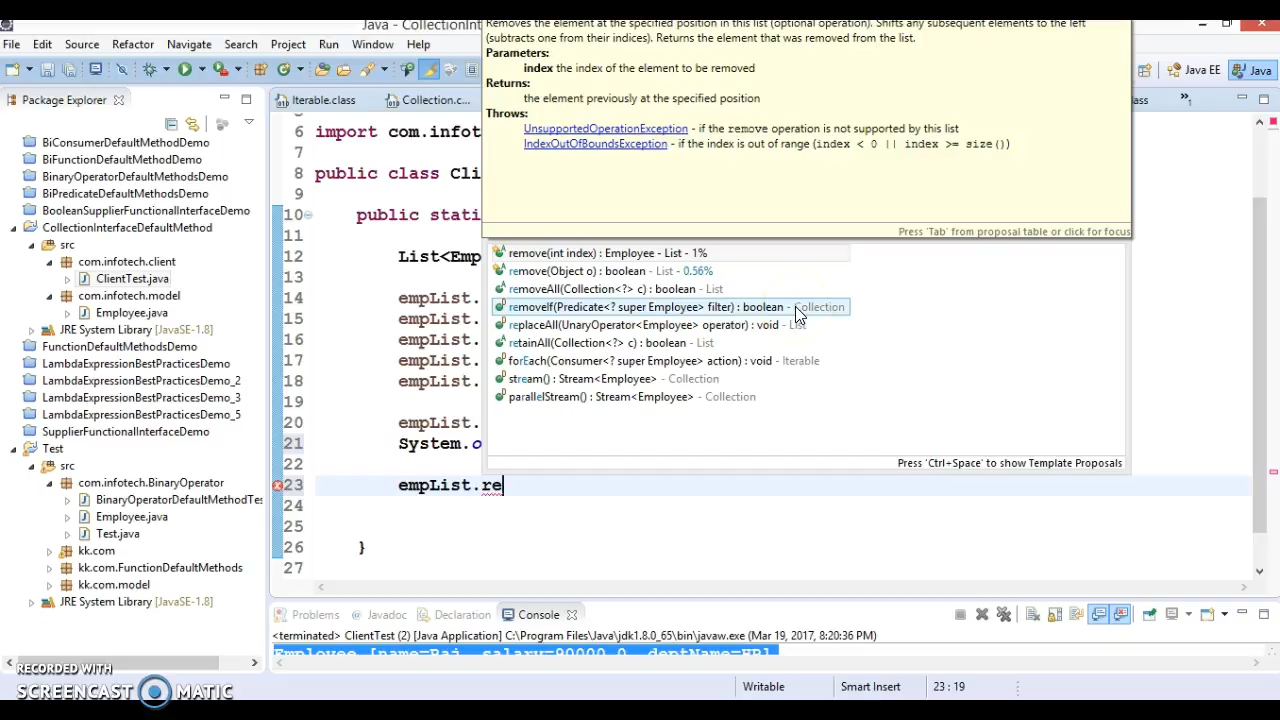 Java - CollectionInt
Removes the element at the specified position in this list (optional operation). Shifts any subsequent elements to the left
(subtracts one from their indices). Returns the element that was removed from the list.
File Edit Source Refactor Navigate Search Project Run Window Help
Parameters:
index the index of the element to be removed
Java EE Java
Returns:
the element previously at the specified position
Throws:
UnsupportedOperationException - if the remove operation is not supported by this list
IndexOutOfBoundsException - if the index is out of range (index < 0 || index >= size())
Press 'Tab' from proposal table or click for focus
Package Explorer
BiConsumerDefaultMethodDemo
BiFunctionDefaultMethodDemo
BinaryOperatorDefaultMethodsDemo
BiPredicateDefaultMethodsDemo
BooleanSupplierFunctionalInterfaceDemo
CollectionInterfaceDefaultMethod
src
com.infotech.client
ClientTest.java
com.infotech.model
Employee.java
JRE System Library [JavaSE-1.8]
FunctionDefaultMethodsDemo
LambdaExpressionBestPracticesDemo
LambdaExpressionBestPracticesDemo_2
LambdaExpressionBestPracticesDemo_3
LambdaExpressionBestPracticesDemo_5
SupplierFunctionalInterfaceDemo
Test
src
com.infotech.BinaryOperator
BinaryOperatorDefaultMethodTes
Employee.java
Test.java
kk.com
kk.com.FunctionDefaultMethods
kk.com.model
JRE System Library [JavaSE-1.8]
Iterable.class Collection.c... lass »1
6 import com.infot
7
8 public class Cli
9
10 public stati
11
12 List<Emp
13
14 empList.
15 empList.
16 empList.
17 empList.
18 empList.
19
20 empList.
21 System.o
22
23 empList.re
24
25
26 }
27
remove(int index) : Employee - List - 1%
remove(Object o) : boolean - List - 0.56%
removeAll(Collection<?> c) : boolean - List
removeIf(Predicate<? super Employee> filter) : boolean - Collection
replaceAll(UnaryOperator<Employee> operator) : void - List
retainAll(Collection<?> c) : boolean - List
forEach(Consumer<? super Employee> action) : void - Iterable
stream() : Stream<Employee> - Collection
parallelStream() : Stream<Employee> - Collection
Press 'Ctrl+Space' to show Template Proposals
Problems Javadoc Declaration Console
<terminated> ClientTest (2) [Java Application] C:\Program Files\Java\jdk1.8.0_65\bin\javaw.exe (Mar 19, 2017, 8:20:36 PM)
Employee [name=Raj, salary=90000.0, deptName=HR]
Writable Smart Insert 23 : 19
RECORDED WITH
SCREENCAST MATIC